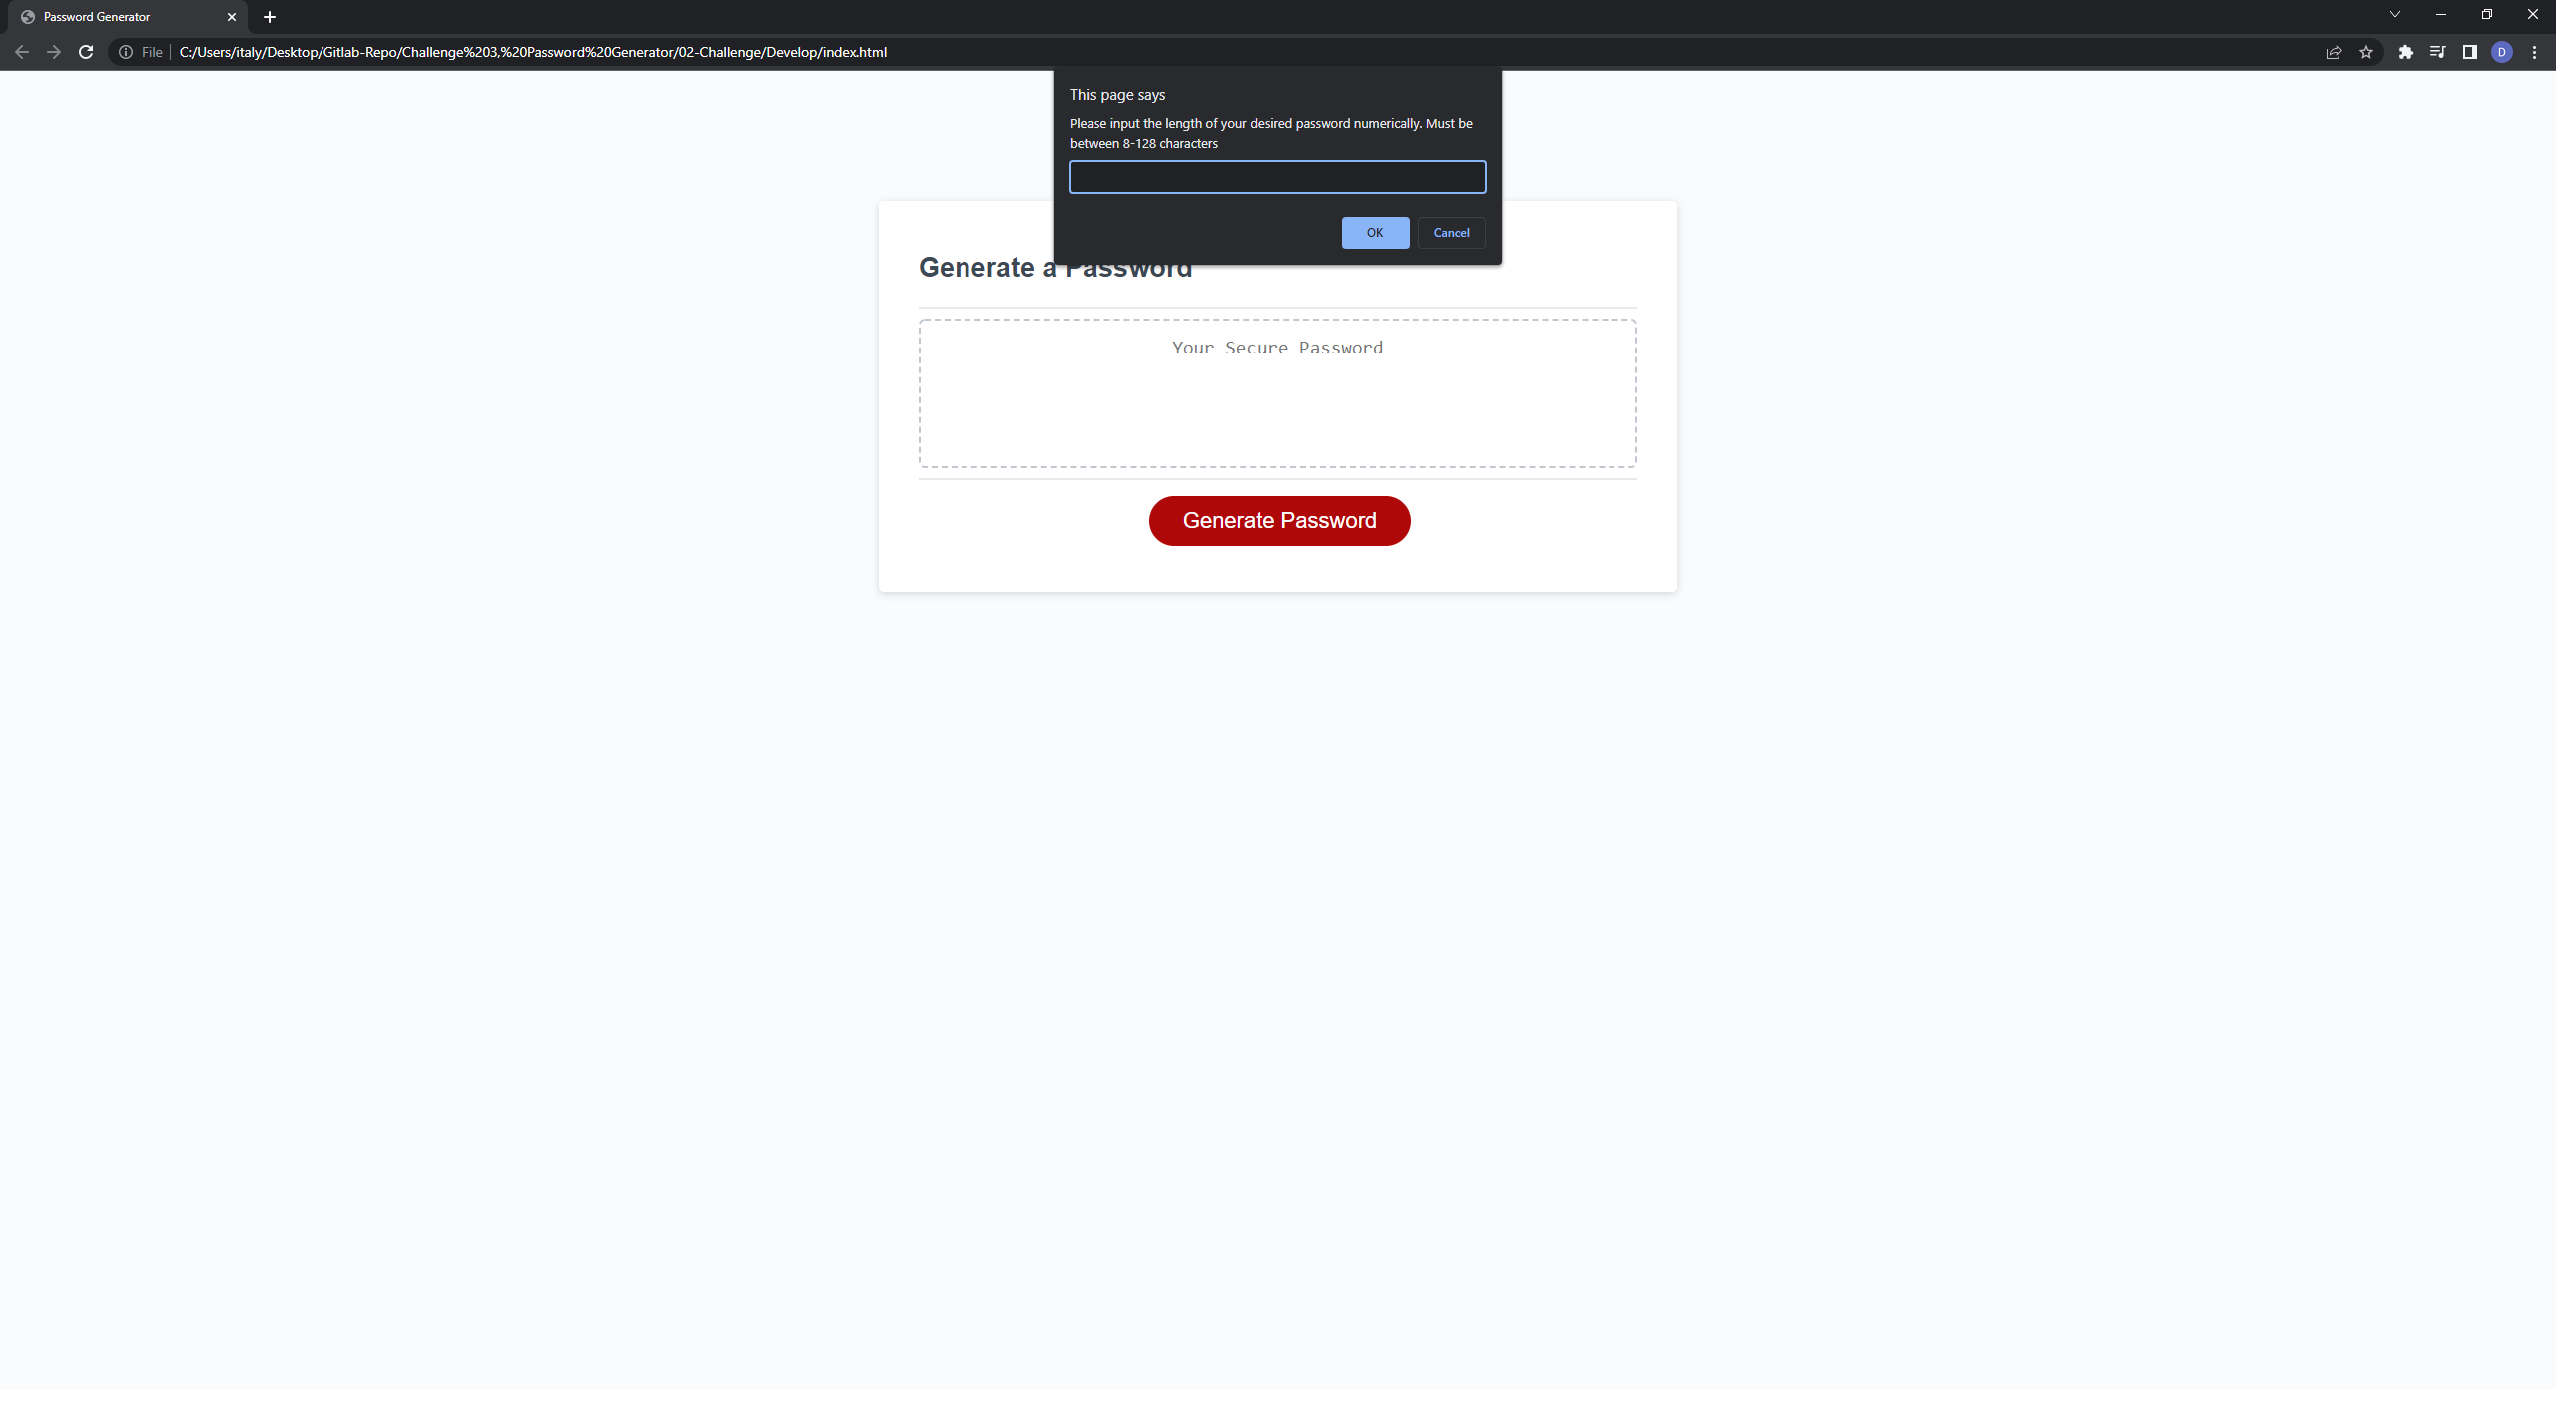 Password Generator
File
C:/Users/italy/Desktop/Gitlab-Repo/Challenge%203,%20Password%20Generator/02-Challenge/Develop/index.html
D
This page says
Please input the length of your desired password numerically. Must be
between 8-128 characters
OK
Cancel
Generate a Password
Your Secure Password
Generate Password